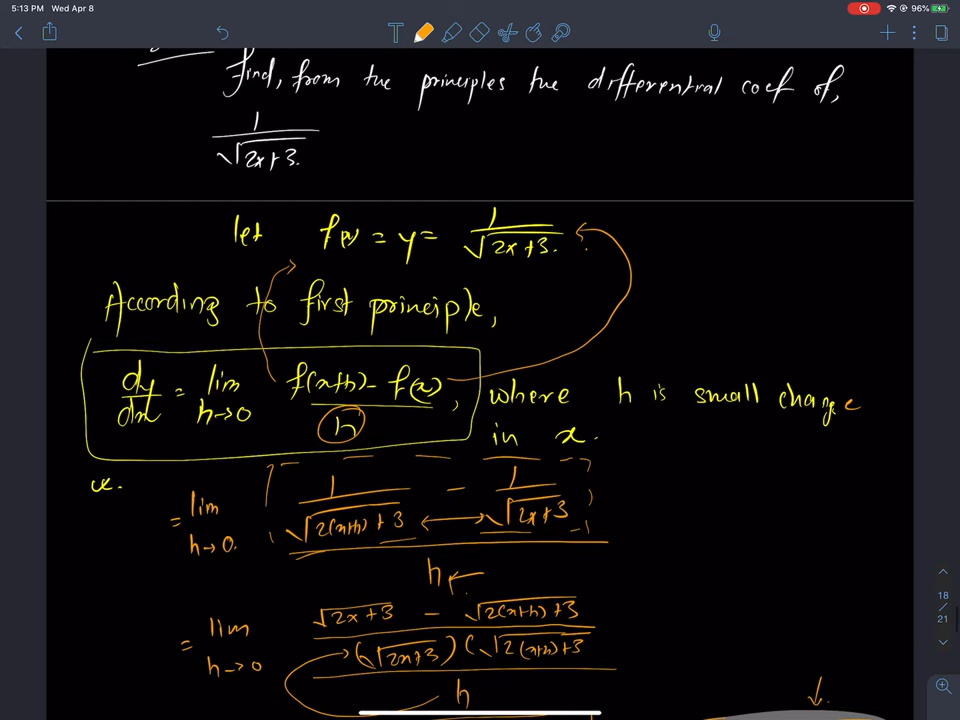 5:13 PM Wed Apr 8
96%
Find, from the principles the differential coef of,
1
√2x+3.
let f(x) = y = 1
√2x+3.
According to first principle,
dy/dx = lim h→0 f(x+h) - f(x) / h, where h is small change
in x.
= lim h→0. 1/√2(x+h)+3 - 1/√2x+3
h
= lim h→0 √2x+3 - √2(x+h)+3
(√2x+3) (√2(x+h)+3
h
18
/
21